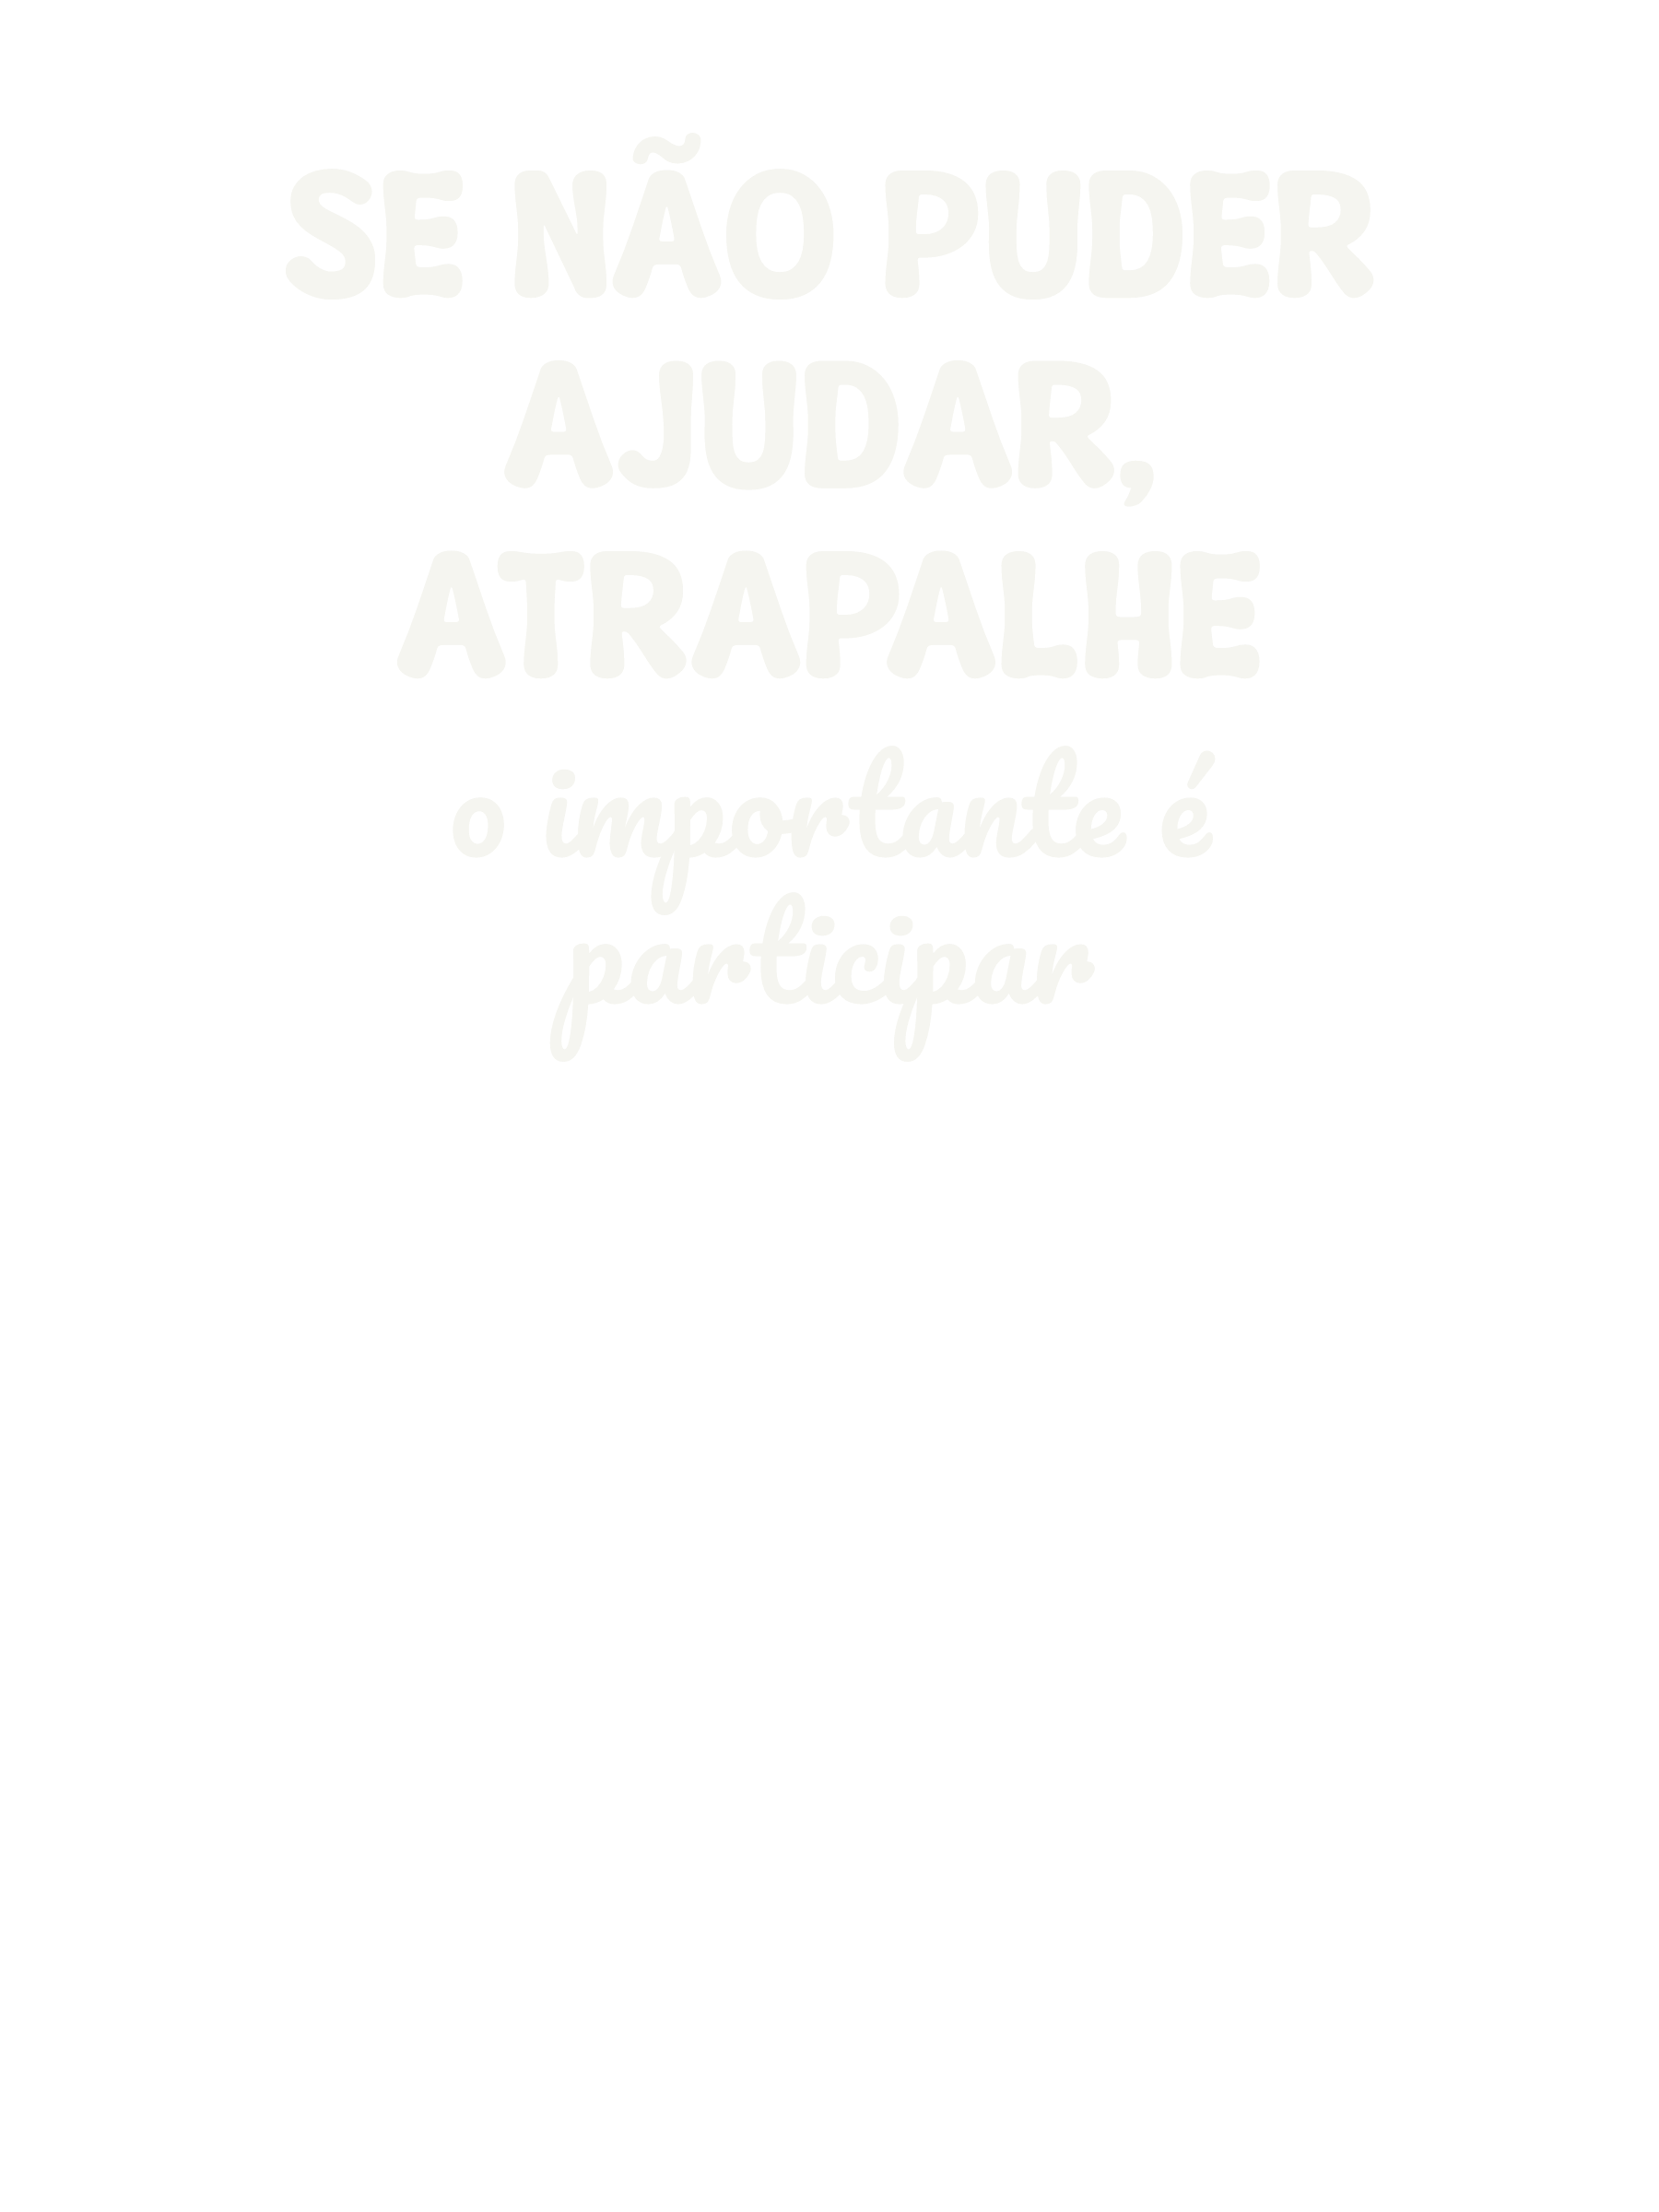 SE NÃO PUDER
AJUDAR,
ATRAPALHE
o importante é
participar